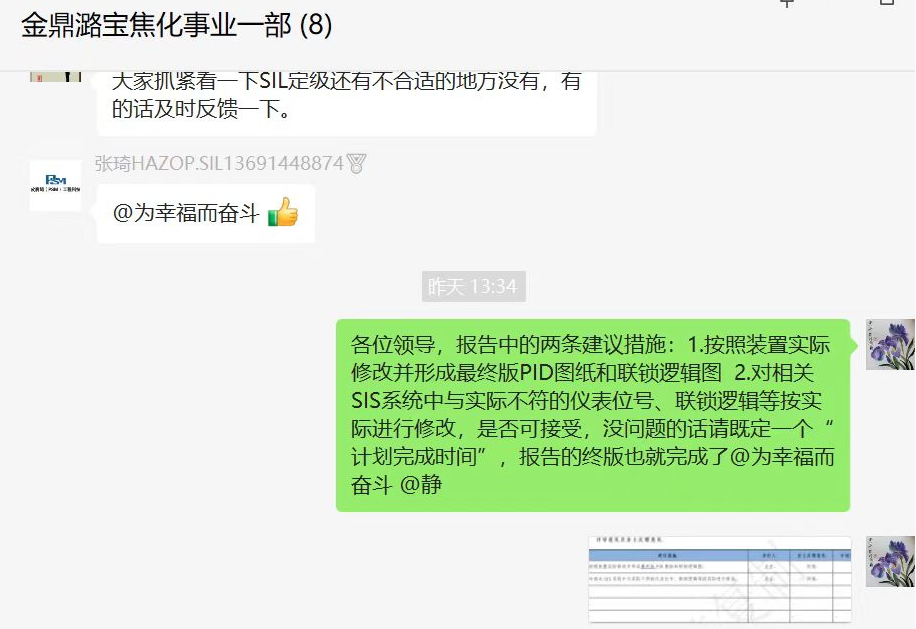 金鼎潞宝焦化事业一部 (8)
大家抓紧看一下SIL定级还有不合适的地方没有，有
的话及时反馈一下。
张琦HAZOP.SIL13691448874
@为幸福而奋斗
昨天 13:34
各位领导，报告中的两条建议措施：1.按照装置实际
修改并形成最终版PID图纸和联锁逻辑图 2.对相关
SIS系统中与实际不符的仪表位号、联锁逻辑等按实
际进行修改，是否可接受，没问题的话请既定一个“
计划完成时间”，报告的终版也就完成了@为幸福而
奋斗 @静